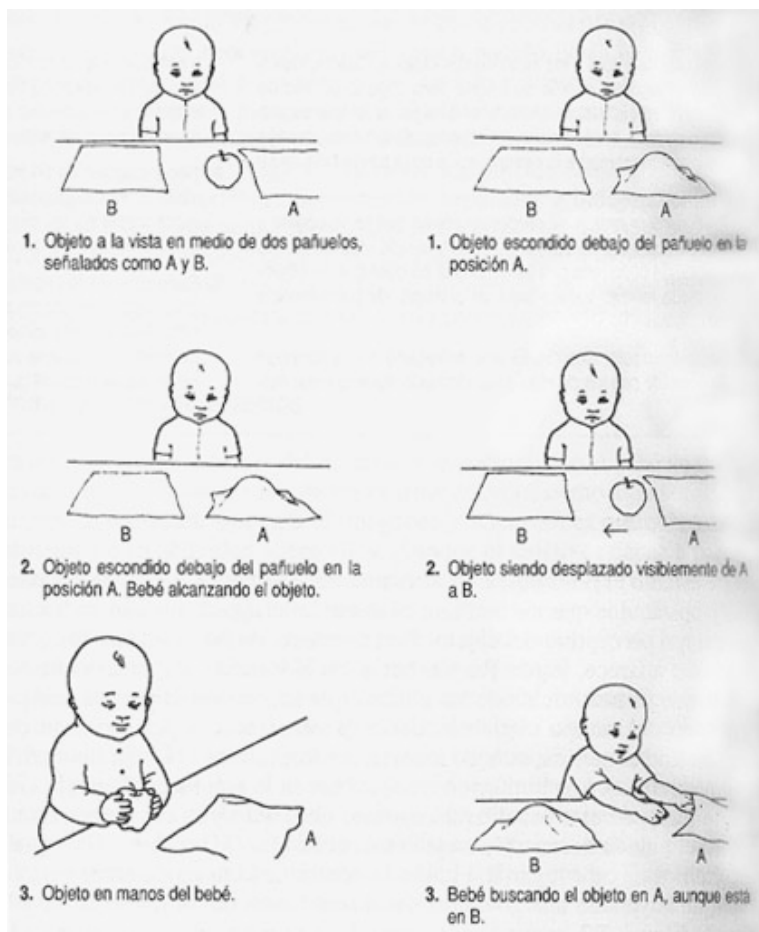 B
A
1. Objeto a la vista en medio de dos pañuelos,
señalados como A y B.
B
A
2. Objeto escondido debajo del pañuelo en la
posición A. Bebé alcanzando el objeto.
A
3. Objeto en manos del bebé.
B
A
1. Objeto escondido debajo del pañuelo en la
posición A.
B
A
2. Objeto siendo desplazado visiblemente de A
a B.
B
A
3. Bebé buscando el objeto en A, aunque está
en B.